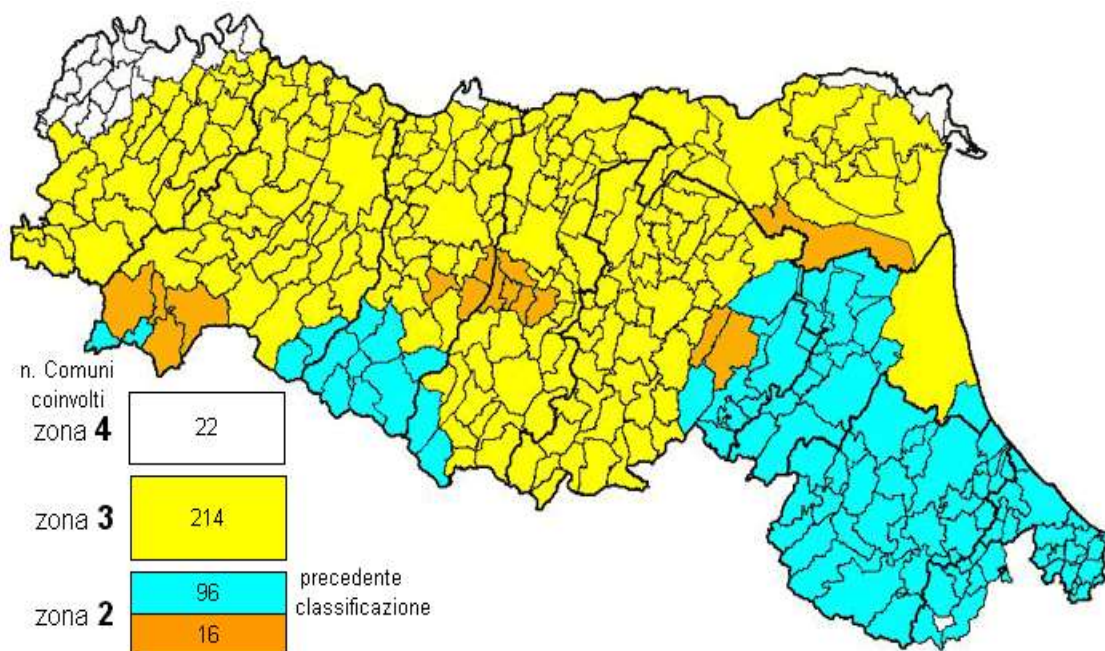 n. Comuni
coinvolti
zona 4
22
zona 3
214
zona 2
96
precedente
classificazione
16